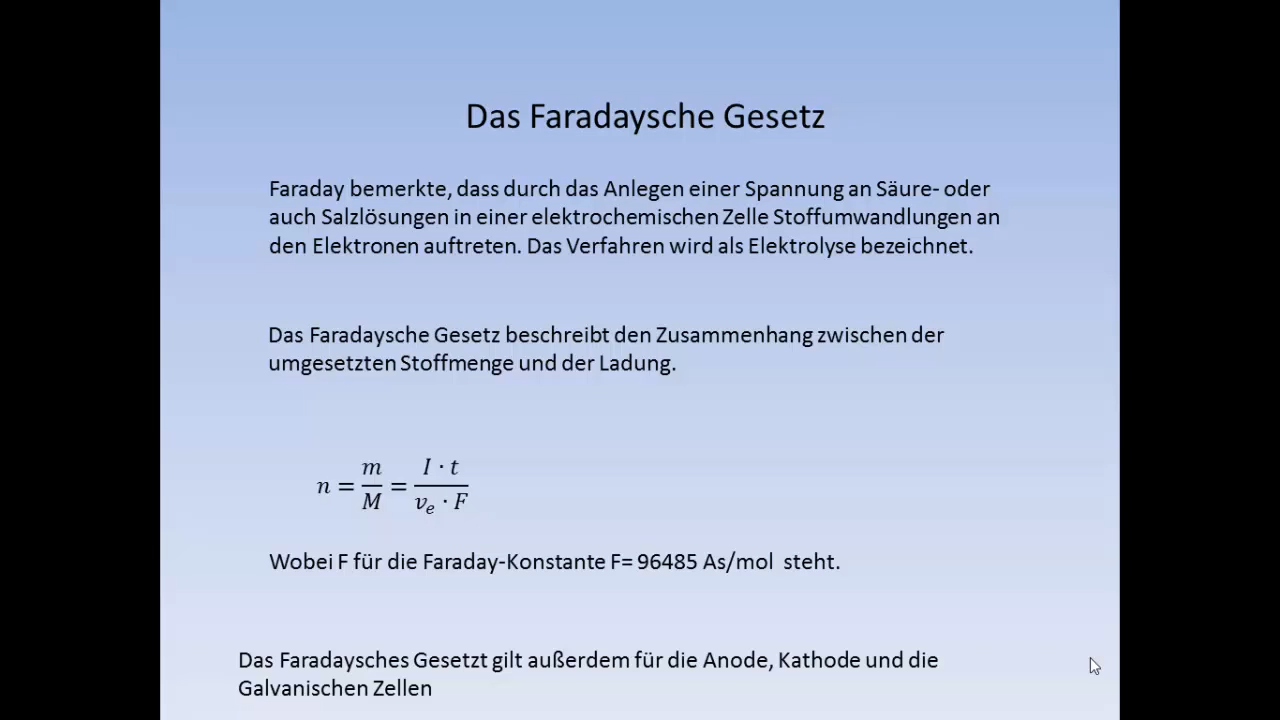 Das Faradaysche Gesetz
Faraday bemerkte, dass durch das Anlegen einer Spannung an Säure- oder
auch Salzlösungen in einer elektrochemischen Zelle Stoffumwandlungen an
den Elektronen auftreten. Das Verfahren wird als Elektrolyse bezeichnet.
Das Faradaysche Gesetz beschreibt den Zusammenhang zwischen der
umgesetzten Stoffmenge und der Ladung.
n = m/M = I · t/(v_e · F)
Wobei F für die Faraday-Konstante F= 96485 As/mol  steht.
Das Faradaysches Gesetzt gilt außerdem für die Anode, Kathode und die
Galvanischen Zellen